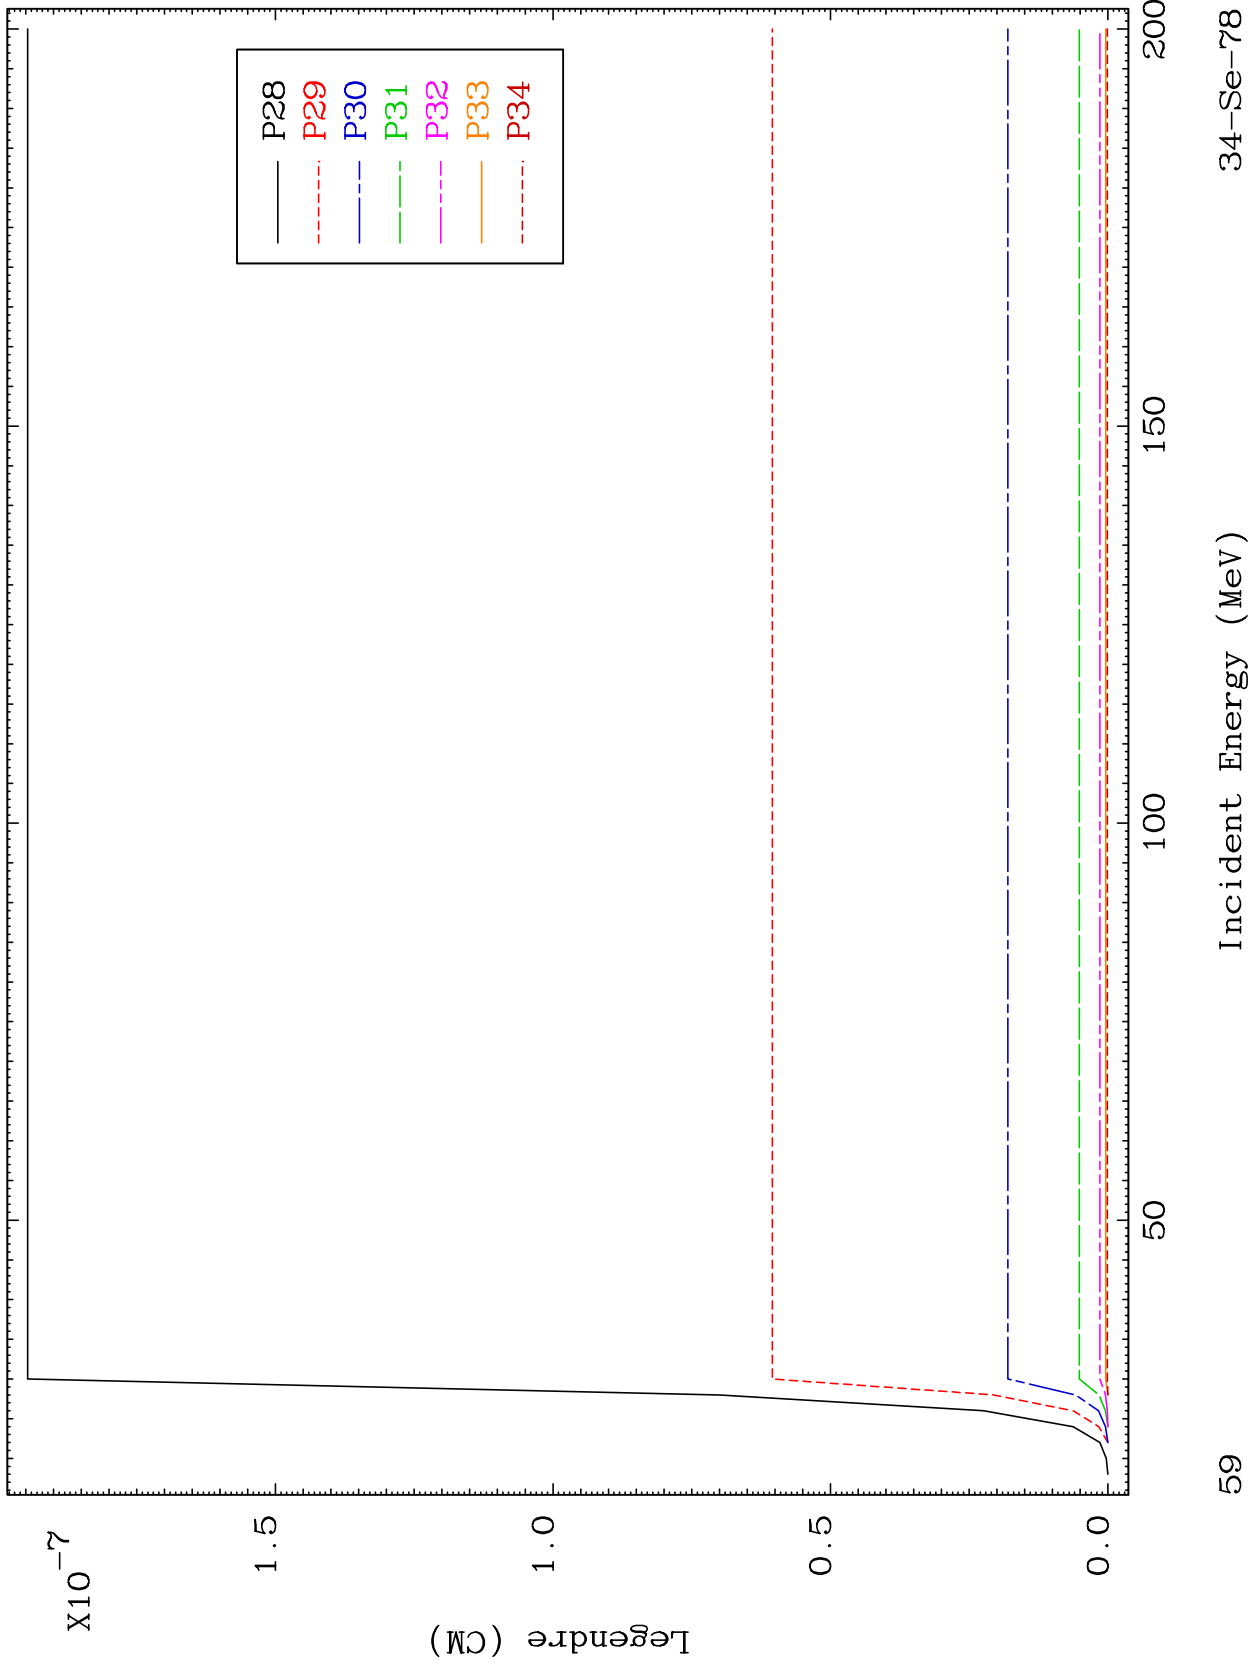 X10-7
1.5
1.0
0.5
0.0
Legendre (CM)
P28
P29
P30
P31
P32
P33
P34
50
100
150
200
59
Incident Energy (MeV)
34-Se-78